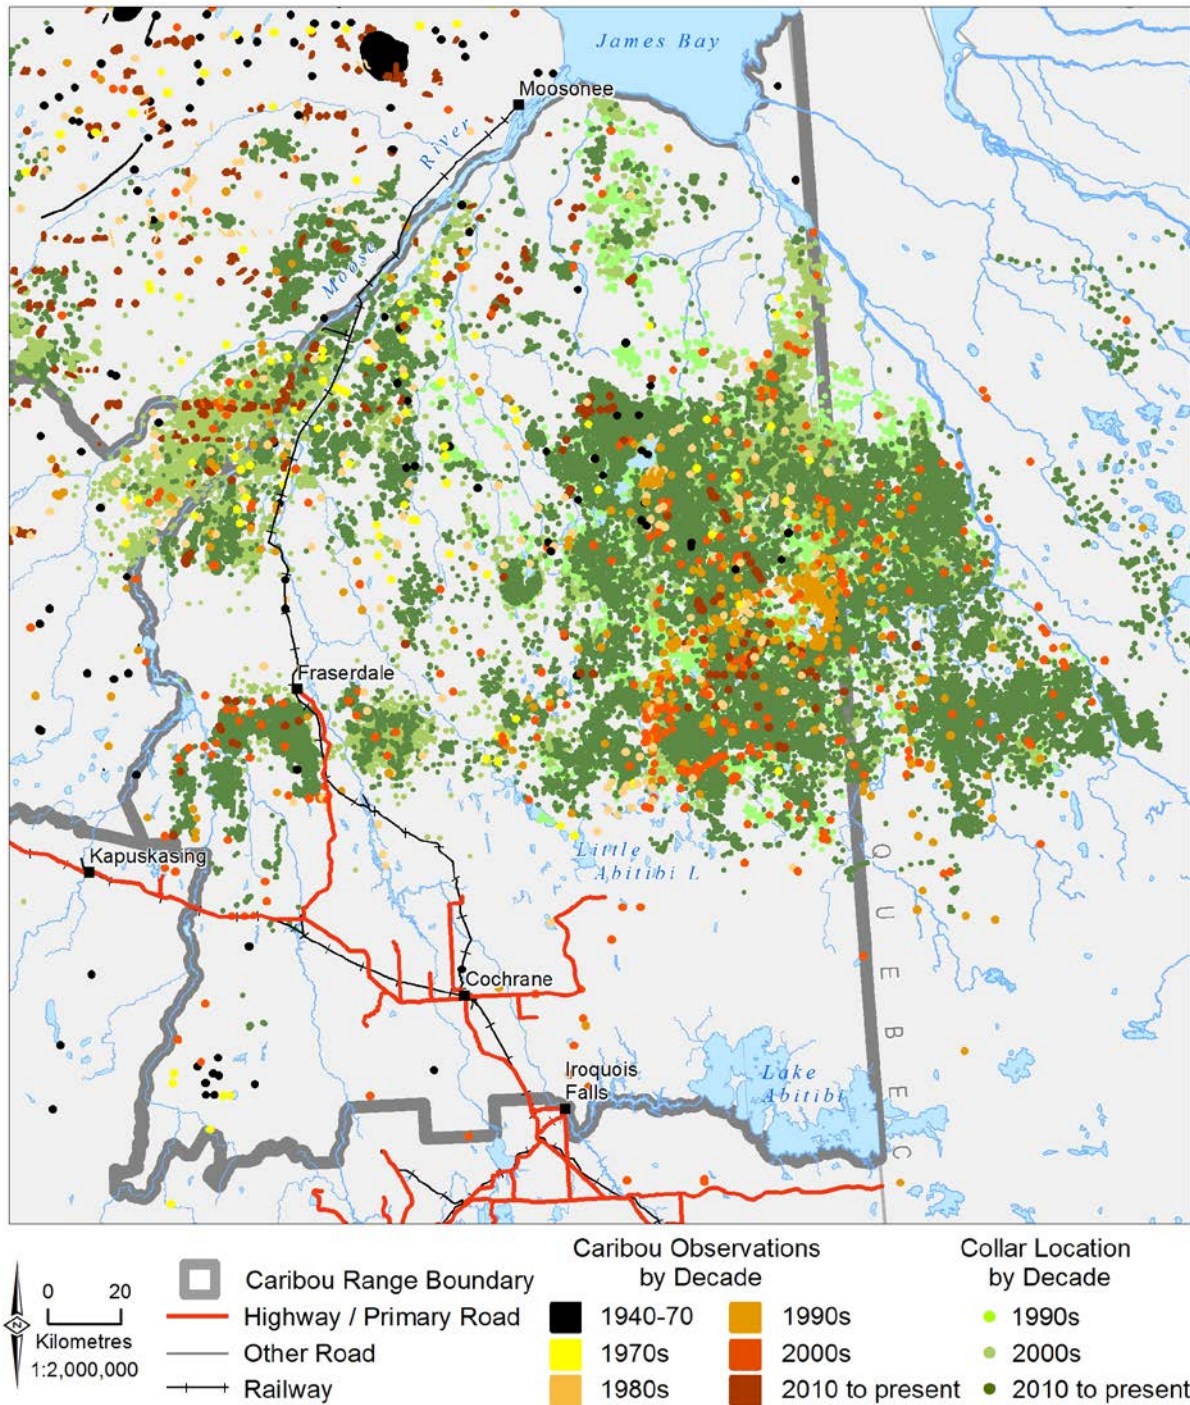 James Bay
Moosonee
Moose River
Fraserdale
Kapuskasing
Little
Abitibi L
QUEBEC
Cochrane
Iroquois
Falls
Lake
Abitibi
Caribou Observations
by Decade
Collar Location
by Decade
0 20
Kilometres
1:2,000,000
N
Caribou Range Boundary
Highway / Primary Road
Other Road
Railway
1940-70
1970s
1980s
1990s
2000s
2010 to present
1990s
2000s
2010 to present